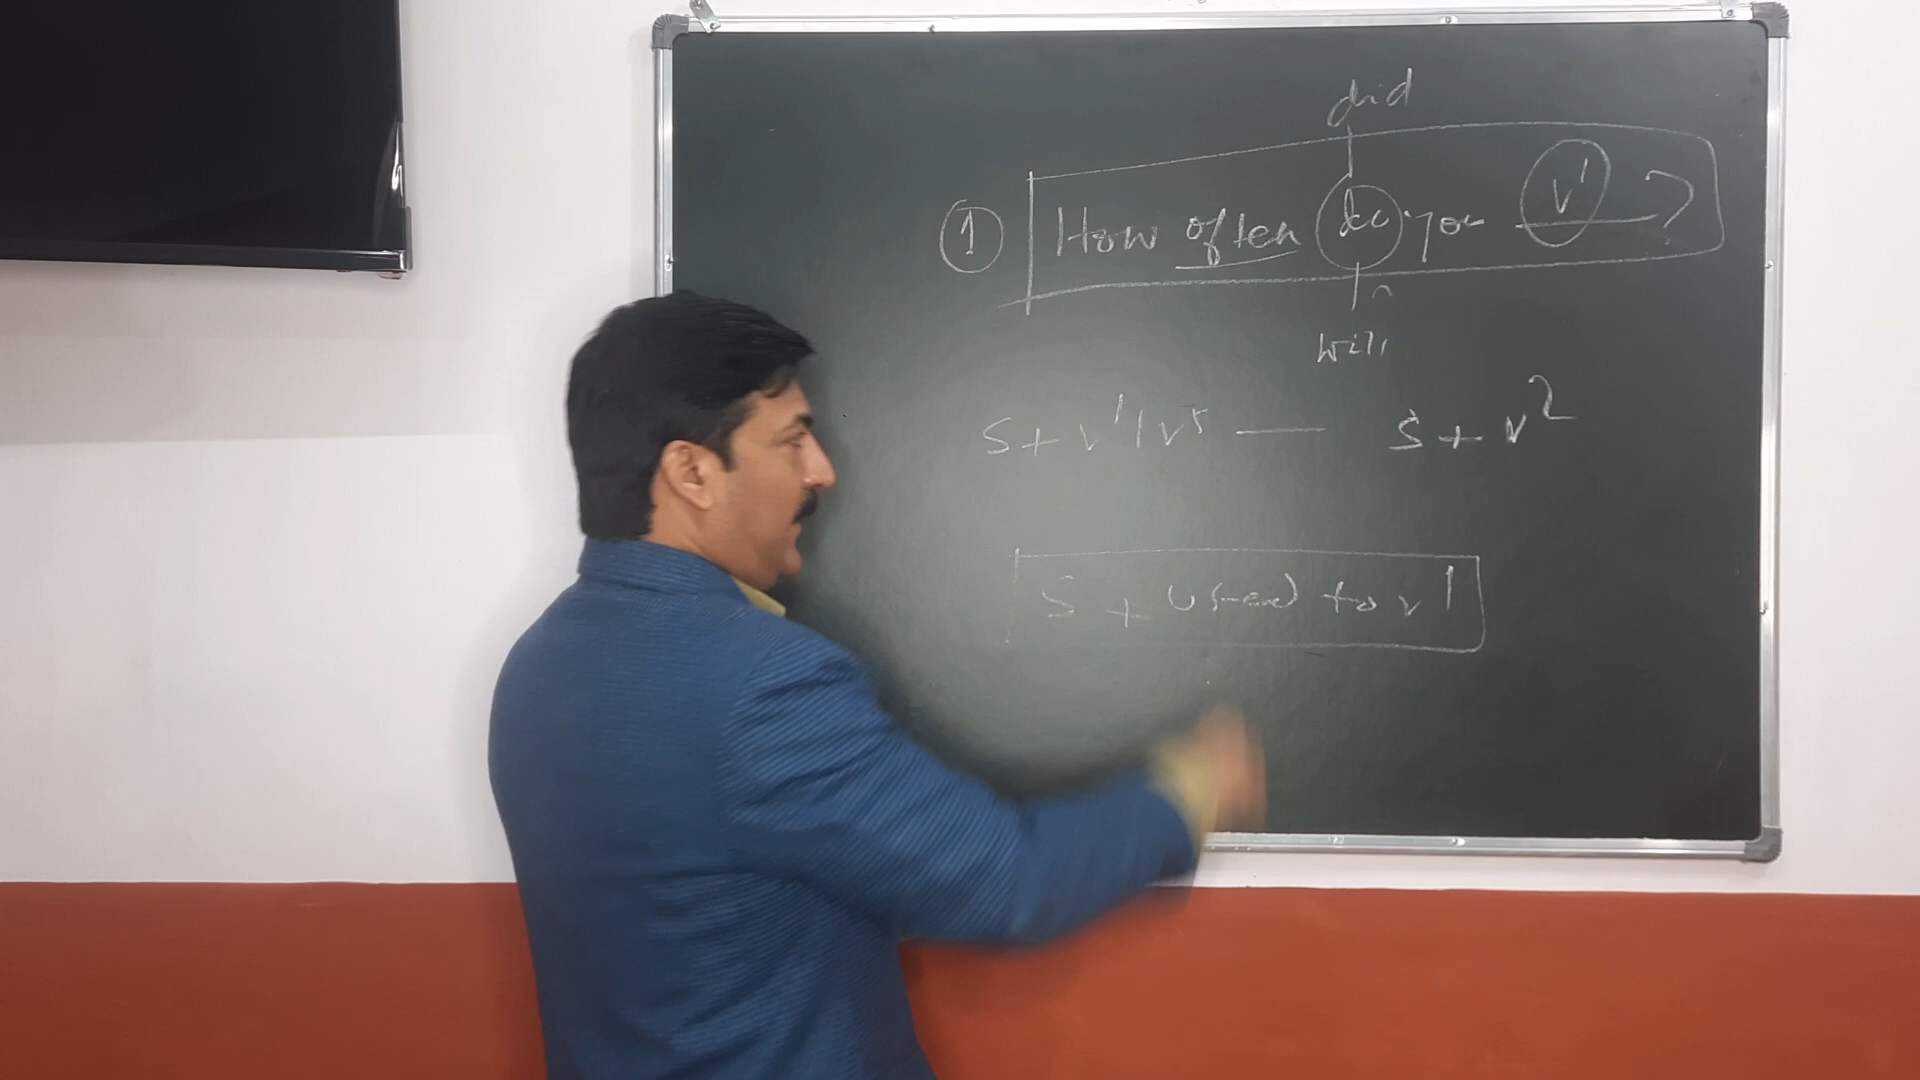 did
① How often do you V¹ ?
will
S + V¹/V⁵ — S + V²
S + used to V¹